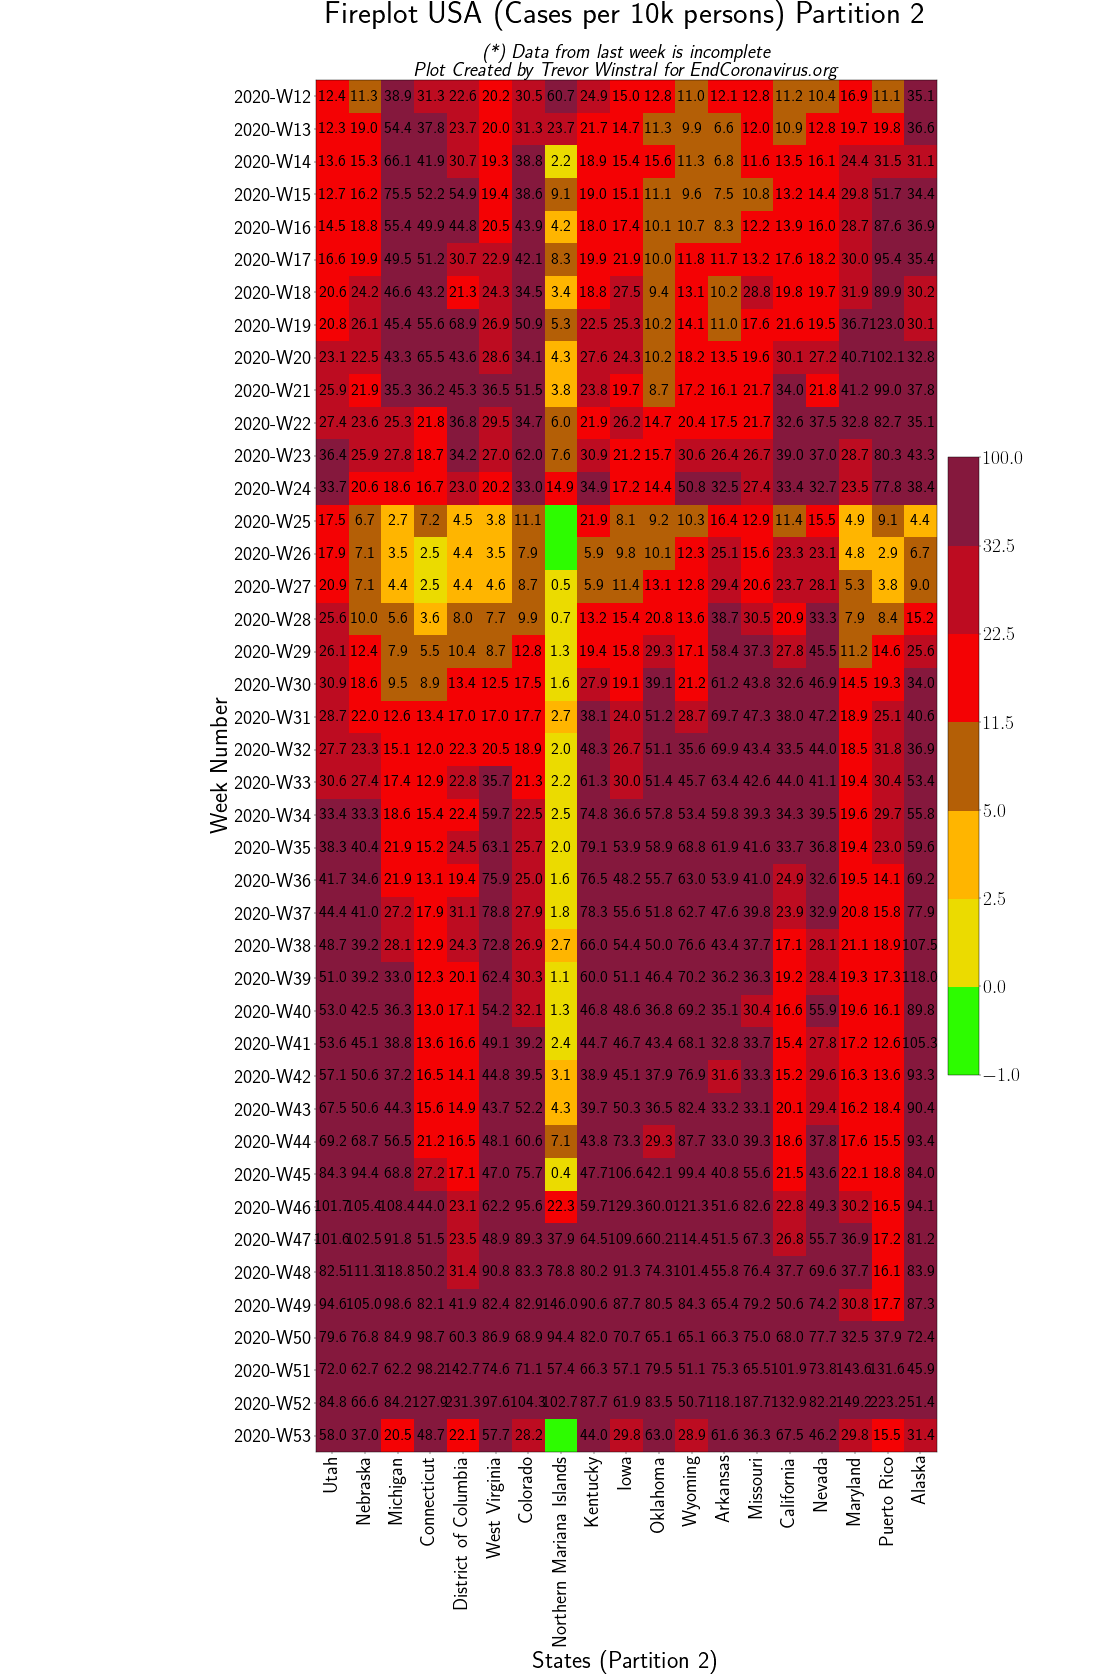 Fireplot USA (Cases per 10k persons) Partition 2
(*) Data from last week is incomplete
Plot Created by Trevor Winstral for EndCoronavirus.org
2020-W12 12.4 11.3 38.9 31.3 22.6 20.2 30.5 60.7 24.9 15.0 12.8 11.0 12.1 12.8 11.2 10.4 16.9 11.1 35.1
2020-W13 12.3 19.0 54.4 37.8 23.7 20.0 31.3 23.7 21.7 14.7 11.3 9.9 6.6 12.0 10.9 12.8 19.7 19.8 36.6
2020-W14 13.6 15.3 66.1 41.9 30.7 19.3 38.8 2.2 18.9 15.4 15.6 11.3 6.8 11.6 13.5 16.1 24.4 31.5 31.1
2020-W15 12.7 16.2 75.5 52.2 54.9 19.4 38.6 9.1 19.0 15.1 11.1 9.6 7.5 10.8 13.2 14.4 29.8 51.7 34.4
2020-W16 14.5 18.8 55.4 49.9 44.8 20.5 43.9 4.2 18.0 17.4 10.1 10.7 8.3 12.2 13.9 16.0 28.7 87.6 36.9
2020-W17 16.6 19.9 49.5 51.2 30.7 22.9 42.1 8.3 19.9 21.9 10.0 11.8 11.7 13.2 17.6 18.2 30.0 95.4 35.4
2020-W18 20.6 24.2 46.6 43.2 21.3 24.3 34.5 3.4 18.8 27.5 9.4 13.1 10.2 28.8 19.8 19.7 31.9 89.9 30.2
2020-W19 20.8 26.1 45.4 55.6 68.9 26.9 50.9 5.3 22.5 25.3 10.2 14.1 11.0 17.6 21.6 19.5 36.7 123.0 30.1
2020-W20 23.1 22.5 43.3 65.5 43.6 28.6 34.1 4.3 27.6 24.3 10.2 18.2 13.5 19.6 30.1 27.2 40.7 102.1 32.8
2020-W21 25.9 21.9 35.3 36.2 45.3 36.5 51.5 3.8 23.8 19.7 8.7 17.2 16.1 21.7 34.0 21.8 41.2 99.0 37.8
2020-W22 27.4 23.6 25.3 21.8 36.8 29.5 34.7 6.0 21.9 26.2 14.7 20.4 17.5 21.7 32.6 37.5 32.8 82.7 35.1
2020-W23 36.4 25.9 27.8 18.7 34.2 27.0 62.0 7.6 30.9 21.2 15.7 30.6 26.4 26.7 39.0 37.0 28.7 80.3 43.3
2020-W24 33.7 20.6 18.6 16.7 23.0 20.2 33.0 14.9 34.9 17.2 14.4 50.8 32.5 27.4 33.4 32.7 23.5 77.8 38.4
2020-W25 17.5 6.7 2.7 7.2 4.5 3.8 11.1 21.9 8.1 9.2 10.3 16.4 12.9 11.4 15.5 4.9 9.1 4.4
2020-W26 17.9 7.1 3.5 2.5 4.4 3.5 7.9 5.9 9.8 10.1 12.3 25.1 15.6 23.3 23.1 4.8 2.9 6.7
2020-W27 20.9 7.1 4.4 2.5 4.4 4.6 8.7 0.5 5.9 11.4 13.1 12.8 29.4 20.6 23.7 28.1 5.3 3.8 9.0
2020-W28 25.6 10.0 5.6 3.6 8.0 7.7 9.9 0.7 13.2 15.4 20.8 13.6 38.7 30.5 20.9 33.3 7.9 8.4 15.2
2020-W29 26.1 12.4 7.9 5.5 10.4 8.7 12.8 1.3 19.4 15.8 29.3 17.1 58.4 37.3 27.8 45.5 11.2 14.6 25.6
2020-W30 30.9 18.6 9.5 8.9 13.4 12.5 17.5 1.6 27.9 19.1 39.1 21.2 61.2 43.8 32.6 46.9 14.5 19.3 34.0
2020-W31 28.7 22.0 12.6 13.4 17.0 17.0 17.7 2.7 38.1 24.0 51.2 28.7 69.7 47.3 38.0 47.2 18.9 25.1 40.6
2020-W32 27.7 23.3 15.1 12.0 22.3 20.5 18.9 2.0 48.3 26.7 51.1 35.6 69.9 43.4 33.5 44.0 18.5 31.8 36.9
2020-W33 30.6 27.4 17.4 12.9 22.8 35.7 21.3 2.2 61.3 30.0 51.4 45.7 63.4 42.6 44.0 41.1 19.4 30.4 53.4
2020-W34 33.4 33.3 18.6 15.4 22.4 59.7 22.5 2.5 74.8 36.6 57.8 53.4 59.8 39.3 34.3 39.5 19.6 29.7 55.8
2020-W35 38.3 40.4 21.9 15.2 24.5 63.1 25.7 2.0 79.1 53.9 58.9 68.8 61.9 41.6 33.7 36.8 19.4 23.0 59.6
2020-W36 41.7 34.6 21.9 13.1 19.4 75.9 25.0 1.6 76.5 48.2 55.7 63.0 53.9 41.0 24.9 32.6 19.5 14.1 69.2
2020-W37 44.4 41.0 27.2 17.9 31.1 78.8 27.9 1.8 78.3 55.6 51.8 62.7 47.6 39.8 23.9 32.9 20.8 15.8 77.9
2020-W38 48.7 39.2 28.1 12.9 24.3 72.8 26.9 2.7 66.0 54.4 50.0 76.6 43.4 37.7 17.1 28.1 21.1 18.9 107.5
2020-W39 51.0 39.2 33.0 12.3 20.1 62.4 30.3 1.1 60.0 51.1 46.4 70.2 36.2 36.3 19.2 28.4 19.3 17.3 118.0
2020-W40 53.0 42.5 36.3 13.0 17.1 54.2 32.1 1.3 46.8 48.6 36.8 69.2 35.1 30.4 16.6 55.9 19.6 16.1 89.8
2020-W41 53.6 45.1 38.8 13.6 16.6 49.1 39.2 2.4 44.7 46.7 43.4 68.1 32.8 33.7 15.4 27.8 17.2 12.6 105.3
2020-W42 57.1 50.6 37.2 16.5 14.1 44.8 39.5 3.1 38.9 45.1 37.9 76.9 31.6 33.3 15.2 29.6 16.3 13.6 93.3
2020-W43 67.5 50.6 44.3 15.6 14.9 43.7 52.2 4.3 39.7 50.3 36.5 82.4 33.2 33.1 20.1 29.4 16.2 18.4 90.4
2020-W44 69.2 68.7 56.5 21.2 16.5 48.1 60.6 7.1 43.8 73.3 29.3 87.7 33.0 39.3 18.6 37.8 17.6 15.5 93.4
2020-W45 84.3 94.4 68.8 27.2 17.1 47.0 75.7 0.4 47.7 106.6 42.1 99.4 40.8 55.6 21.5 43.6 22.1 18.8 84.0
2020-W46 101.7 105.4 108.4 44.0 23.1 62.2 95.6 22.3 59.7 129.3 60.0 121.3 51.6 82.6 22.8 49.3 30.2 16.5 94.1
2020-W47 101.6 102.5 91.8 51.5 23.5 48.9 89.3 37.9 64.5 109.6 60.2 114.4 51.5 67.3 26.8 55.7 36.9 17.2 81.2
2020-W48 82.5 111.3 118.8 50.2 31.4 90.8 83.3 78.8 80.2 91.3 74.3 101.4 55.8 76.4 37.7 69.6 37.7 16.1 83.9
2020-W49 94.6 105.0 98.6 82.1 41.9 82.4 82.9 146.0 90.6 87.7 80.5 84.3 65.4 79.2 50.6 74.2 30.8 17.7 87.3
2020-W50 79.6 76.8 84.9 98.7 60.3 86.9 68.9 94.4 82.0 70.7 65.1 65.1 66.3 75.0 68.0 77.7 32.5 37.9 72.4
2020-W51 72.0 62.7 62.2 98.2 142.7 74.6 71.1 57.4 66.3 57.1 79.5 51.1 75.3 65.5 101.9 73.8 143.6 131.6 45.9
2020-W52 84.8 66.6 84.2 127.9 231.3 97.6 104.3 102.7 87.7 61.9 83.5 50.7 118.1 87.7 132.9 82.2 149.2 223.2 51.4
2020-W53 58.0 37.0 20.5 48.7 22.1 57.7 28.2 44.0 29.8 63.0 28.9 61.6 36.3 67.5 46.2 29.8 15.5 31.4
Week Number
100.0
32.5
22.5
11.5
5.0
2.5
0.0
−1.0
Utah
Nebraska
Michigan
Connecticut
District of Columbia
West Virginia
Colorado
Northern Mariana Islands
Kentucky
Iowa
Oklahoma
Wyoming
Arkansas
Missouri
California
Nevada
Maryland
Puerto Rico
Alaska
States (Partition 2)